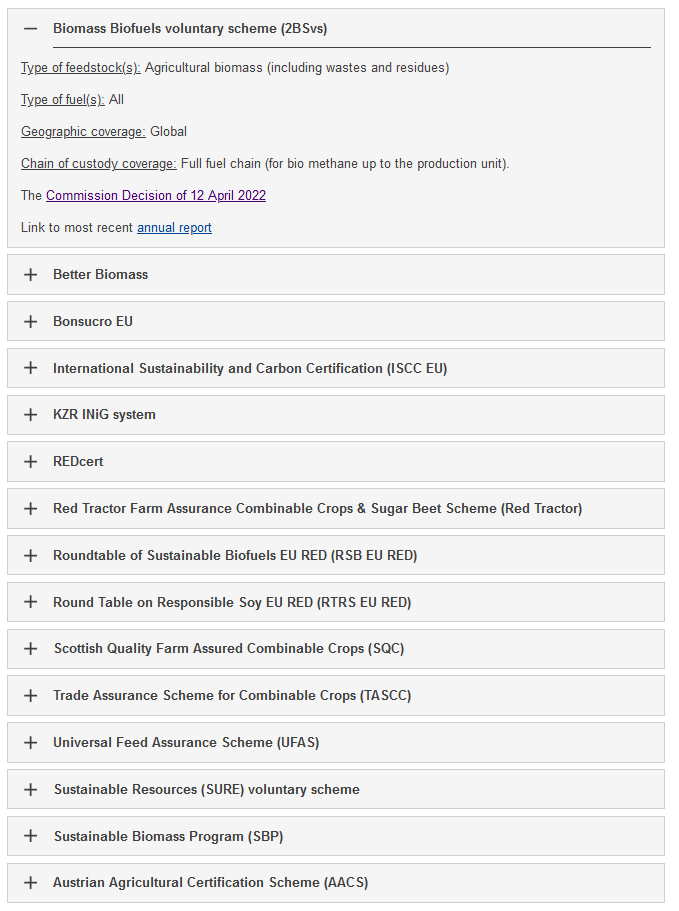 Biomass Biofuels voluntary scheme (2BSvs)
Type of feedstock(s): Agricultural biomass (including wastes and residues)
Type of fuel(s): All
Geographic coverage: Global
Chain of custody coverage: Full fuel chain (for bio methane up to the production unit).
The Commission Decision of 12 April 2022
Link to most recent annual report
Better Biomass
Bonsucro EU
International Sustainability and Carbon Certification (ISCC EU)
KZR INiG system
REDcert
Red Tractor Farm Assurance Combinable Crops & Sugar Beet Scheme (Red Tractor)
Roundtable of Sustainable Biofuels EU RED (RSB EU RED)
Round Table on Responsible Soy EU RED (RTRS EU RED)
Scottish Quality Farm Assured Combinable Crops (SQC)
Trade Assurance Scheme for Combinable Crops (TASCC)
Universal Feed Assurance Scheme (UFAS)
Sustainable Resources (SURE) voluntary scheme
Sustainable Biomass Program (SBP)
Austrian Agricultural Certification Scheme (AACS)